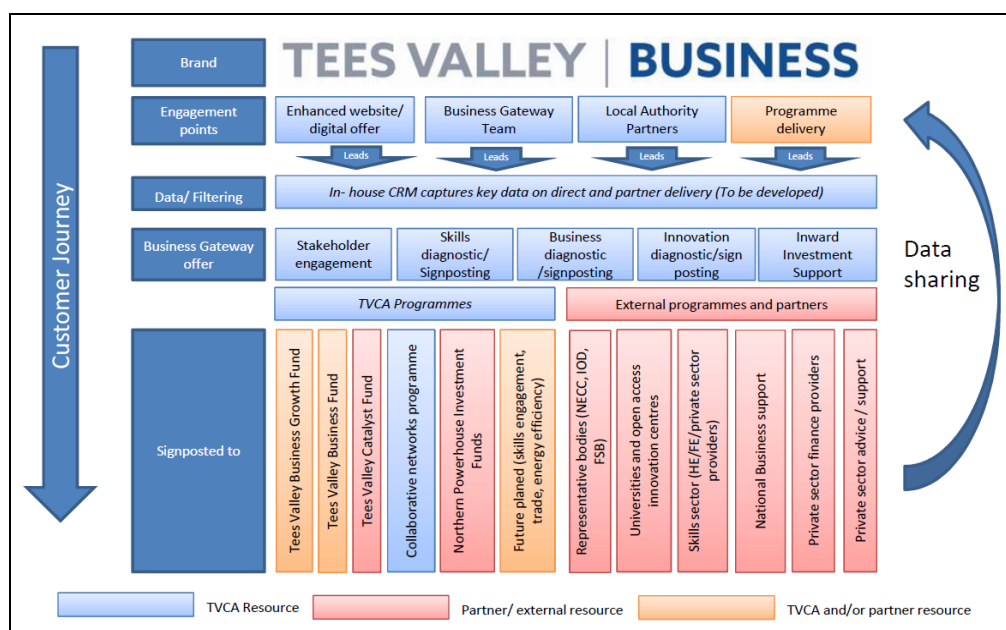 Customer Journey
Brand
TEES VALLEY | BUSINESS
Engagement
points
Enhanced website/
digital offer
Business Gateway
Team
Local Authority
Partners
Programme
delivery
Leads
Leads
Leads
Leads
Data/ Filtering
In- house CRM captures key data on direct and partner delivery (To be developed)
Business Gateway
offer
Stakeholder
engagement
Skills
diagnostic/
Signposting
Business
diagnostic
/signposting
Innovation
diagnostic/sign
posting
Inward
Investment
Support
TVCA Programmes
External programmes and partners
Signposted to
Tees Valley Business Growth Fund
Tees Valley Business Fund
Tees Valley Catalyst Fund
Collaborative networks programme
Northern Powerhouse Investment
Funds
Future planed (skills engagement,
trade, energy efficiency)
Representative bodies (NECC, IOD,
FSB)
Universities and open access
innovation centres
Skills sector (HE/FE/private sector
providers)
National Business support
Private sector finance providers
Private sector advice / support
Data
sharing
TVCA Resource
Partner/ external resource
TVCA and/or partner resource